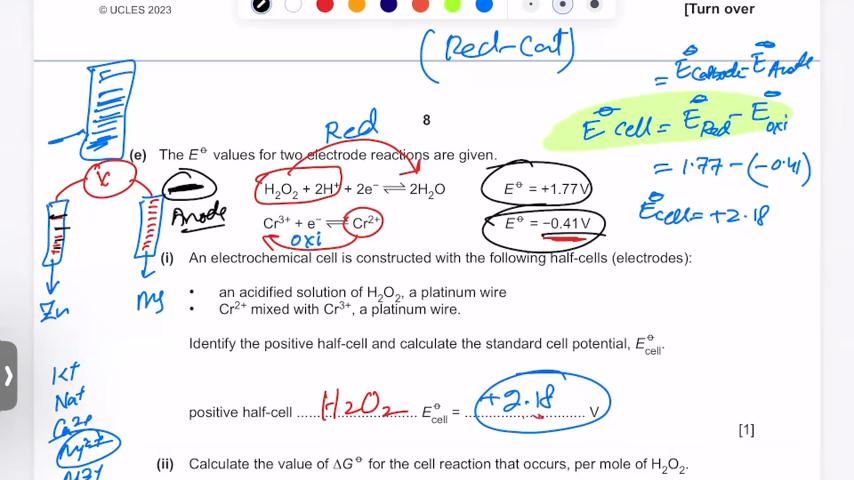 © UCLES 2023
[Turn over
(Red-Cat)
= E⦵ Cathode - E⦵ Anode
8
Red
E⦵ cell = E⦵ Red - E⦵ oxi
(e) The E⦵ values for two electrode reactions are given.
= 1.77 - (-0.41)
H₂O₂ + 2H⁺ + 2e⁻ ⇌ 2H₂O E⦵ = +1.77 V
E⦵ cell = +2.18
Anode
Cr³⁺ + e⁻ ⇌ Cr²⁺ E⦵ = −0.41 V
oxi
(i) An electrochemical cell is constructed with the following half-cells (electrodes):
• an acidified solution of H₂O₂, a platinum wire
• Cr²⁺ mixed with Cr³⁺, a platinum wire.
Zn
Mg
Identify the positive half-cell and calculate the standard cell potential, E⦵cell.
K+
Na+
Ca2+
Mg2+
positive half-cell ...... H2O2 ...... E⦵cell = ...... +2.18 ...... V
[1]
(ii) Calculate the value of ΔG⦵ for the cell reaction that occurs, per mole of H₂O₂.